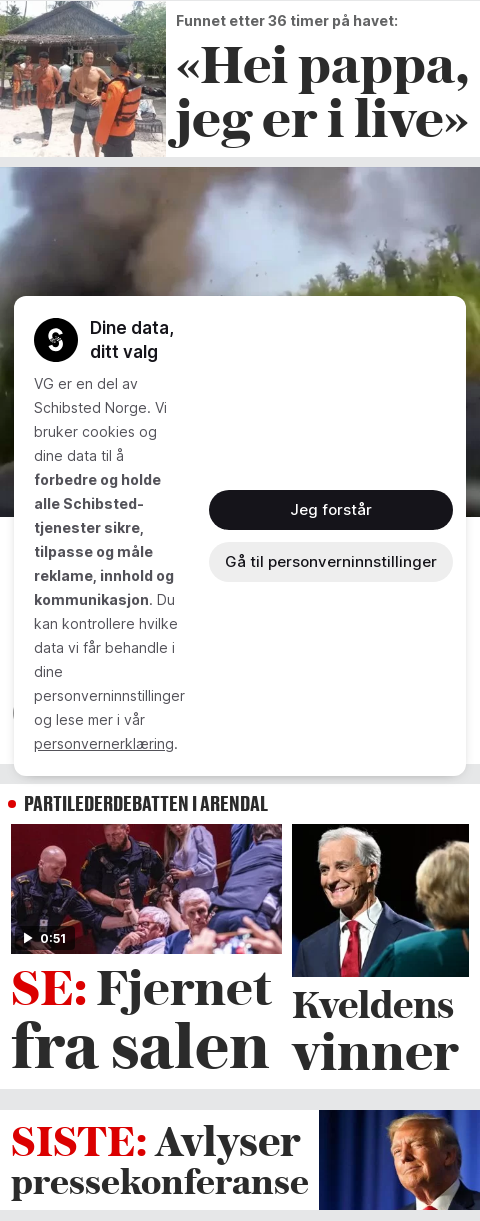 Funnet etter 36 timer på havet:
«Hei pappa,
jeg er i live»
Dine data,
ditt valg
VG er en del av
Schibsted Norge. Vi
bruker cookies og
dine data til å
forbedre og holde
alle Schibsted-
tjenester sikre,
tilpasse og måle
reklame, innhold og
kommunikasjon. Du
kan kontrollere hvilke
data vi får behandle i
dine
personverninnstillinger
og lese mer i vår
personvernerklæring.
Jeg forstår
Gå til personverninnstillinger
PARTILEDERDEBATTEN I ARENDAL
0:51
SE: Fjernet
fra salen
Kveldens
vinner
SISTE: Avlyser
pressekonferanse